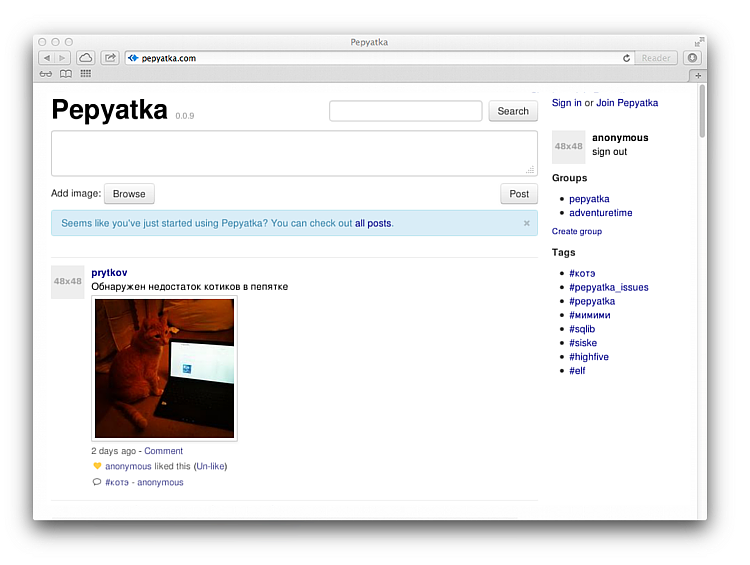 Pepyatka
pepyatka.com
Reader
Pepyatka 0.0.9
Search
Sign in or Join Pepyatka
48x48
anonymous
sign out
Add image: Browse
Post
Seems like you've just started using Pepyatka? You can check out all posts.
×
Groups
pepyatka
adventuretime
Create group
Tags
#котэ
#pepyatka_issues
#pepyatka
#мимими
#sqlib
#siske
#highfive
#elf
48x48
prytkov
Обнаружен недостаток котиков в пепятке
2 days ago - Comment
anonymous liked this (Un-like)
#котэ - anonymous